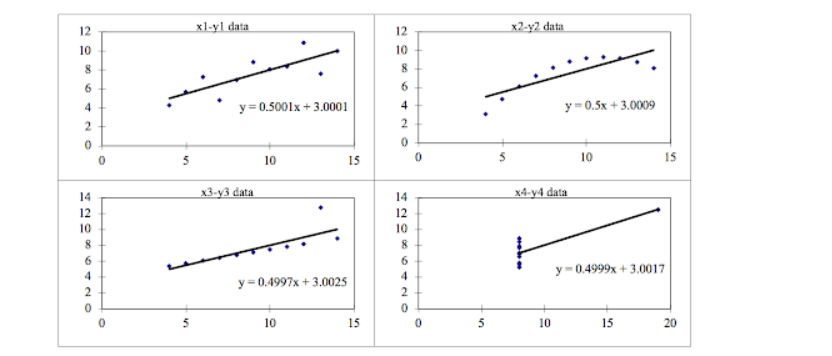 x1-y1 data
12
10
8
6
4
2
0
0 5 10 15
y = 0.5001x + 3.0001
x2-y2 data
12
10
8
6
4
2
0
0 5 10 15
y = 0.5x + 3.0009
x3-y3 data
14
12
10
8
6
4
2
0
0 5 10 15
y = 0.4997x + 3.0025
x4-y4 data
14
12
10
8
6
4
2
0
0 5 10 15 20
y = 0.4999x + 3.0017